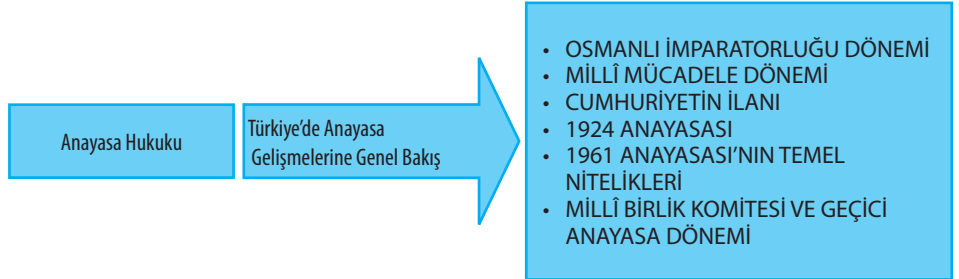 Anayasa Hukuku
Türkiye’de Anayasa
Gelişmelerine Genel Bakış
• OSMANLI İMPARATORLUĞU DÖNEMİ
• MİLLÎ MÜCADELE DÖNEMİ
• CUMHURİYETİN İLANI
• 1924 ANAYASASI
• 1961 ANAYASASI’NIN TEMEL
NİTELİKLERİ
• MİLLÎ BİRLİK KOMİTESİ VE GEÇİCİ
ANAYASA DÖNEMİ